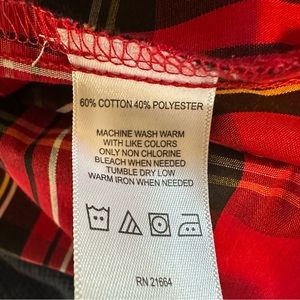 60% COTTON 40% POLYESTER
MACHINE WASH WARM
WITH LIKE COLORS
ONLY NON CHLORINE
BLEACH WHEN NEEDED
TUMBLE DRY LOW
WARM IRON WHEN NEEDED
RN 21664